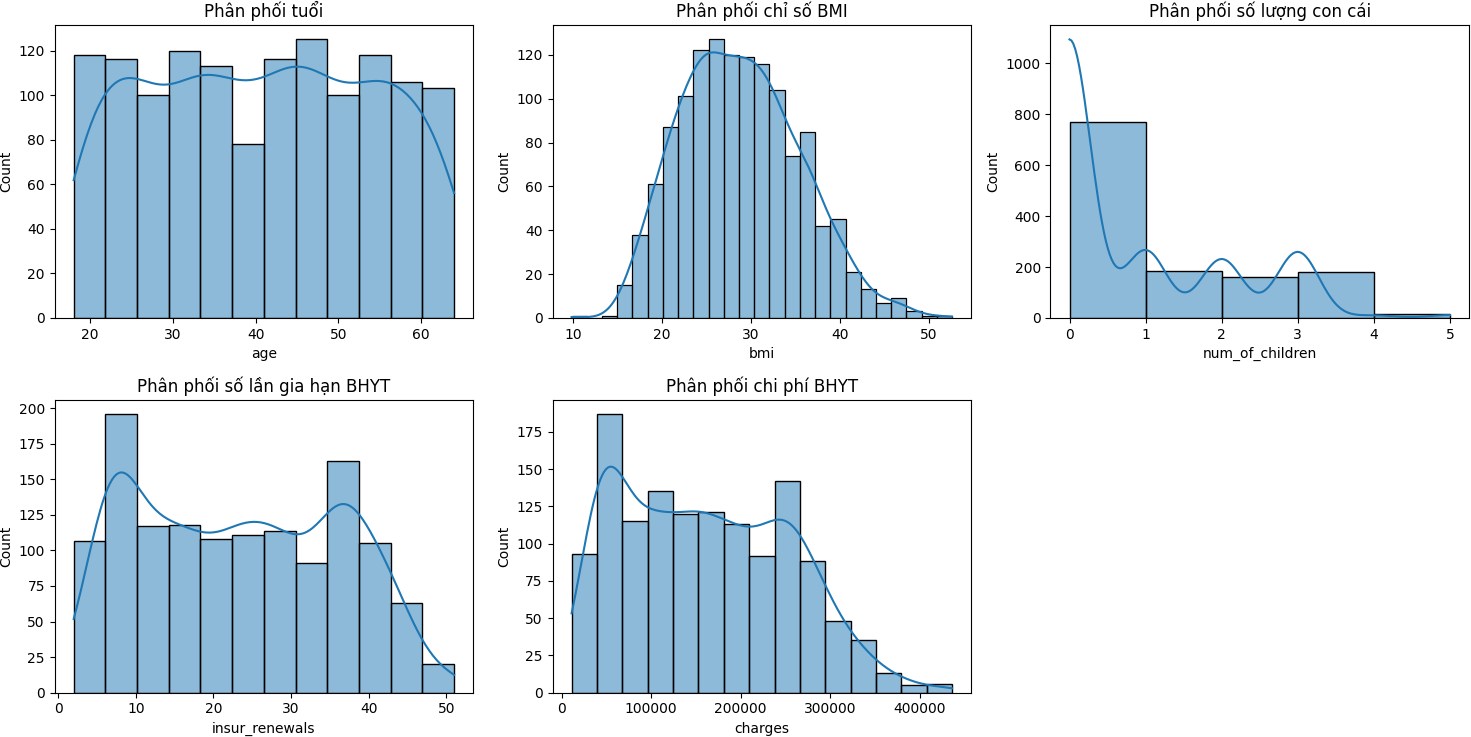 Phân phối tuổi
Count
120
100
80
60
40
20
0
20 30 40 50 60
age
Phân phối chỉ số BMI
Count
120
100
80
60
40
20
0
10 20 30 40 50
bmi
Phân phối số lượng con cái
Count
1000
800
600
400
200
0
0 1 2 3 4 5
num_of_children
Phân phối số lần gia hạn BHYT
Count
200
175
150
125
100
75
50
25
0
0 10 20 30 40 50
insur_renewals
Phân phối chi phí BHYT
Count
175
150
125
100
75
50
25
0
0 100000 200000 300000 400000
charges